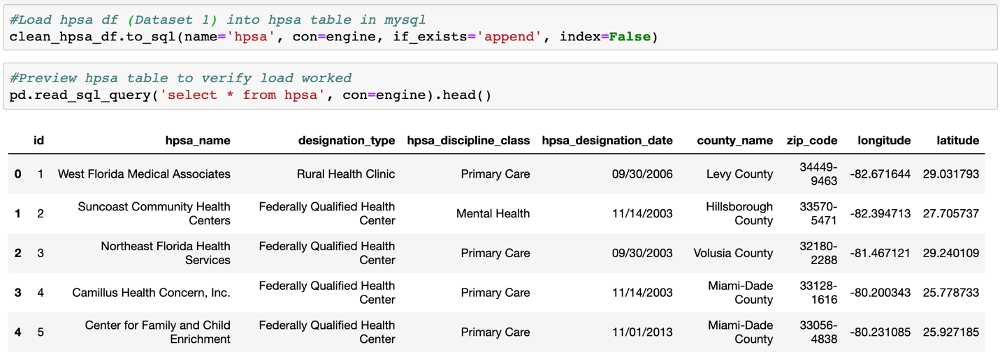 #Load hpsa df (Dataset 1) into hpsa table in mysql
clean_hpsa_df.to_sql(name='hpsa', con=engine, if_exists='append', index=False)
#Preview hpsa table to verify load worked
pd.read_sql_query('select * from hpsa', con=engine).head()
id hpsa_name designation_type hpsa_discipline_class hpsa_designation_date county_name zip_code longitude latitude
0 1 West Florida Medical Associates Rural Health Clinic Primary Care 09/30/2006 Levy County 34449-
9463 -82.671644 29.031793
1 2 Suncoast Community Health Federally Qualified Health Mental Health 11/14/2003 Hillsborough 33570- -82.394713 27.705737
Centers Center County 5471
2 3 Northeast Florida Health Federally Qualified Health Primary Care 09/30/2003 Volusia County 32180- -81.467121 29.240109
Services Center 2288
3 4 Camillus Health Concern, Inc. Federally Qualified Health Primary Care 11/14/2003 Miami-Dade 33128- -80.200343 25.778733
Center County 1616
4 5 Center for Family and Child Federally Qualified Health Primary Care 11/01/2013 Miami-Dade 33056- -80.231085 25.927185
Enrichment Center County 4838